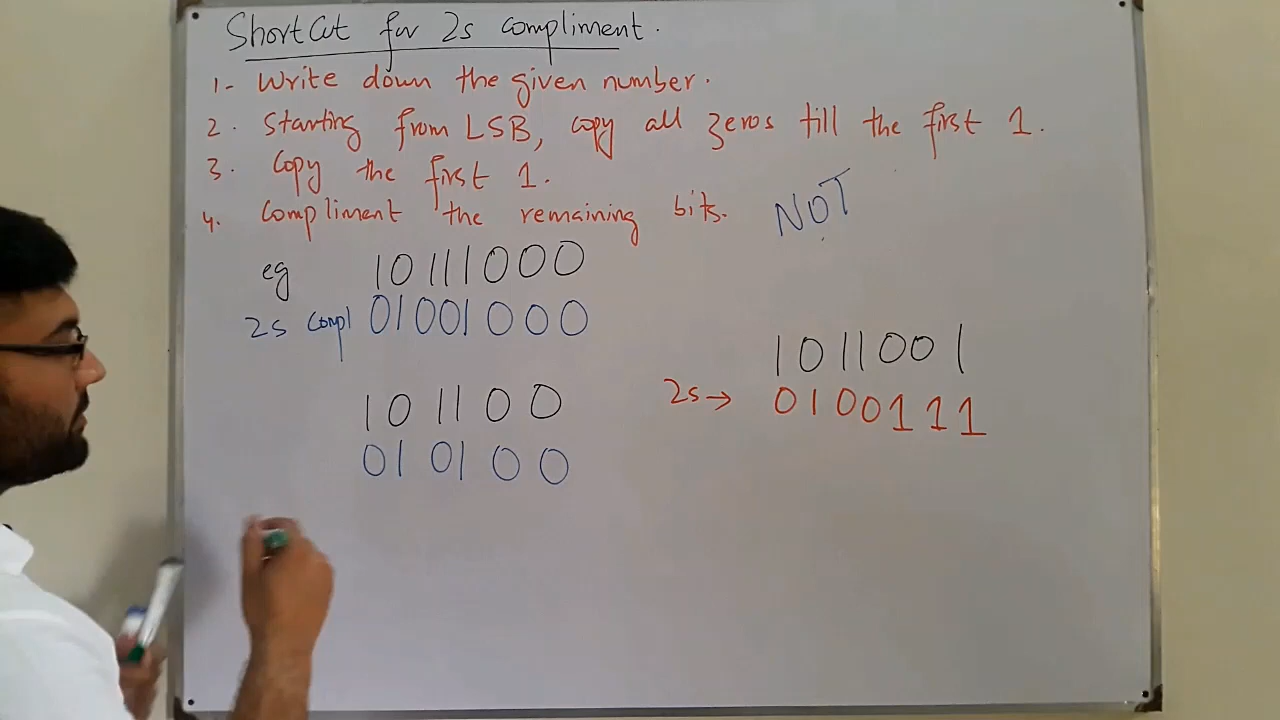 ShortCut for 2s compliment.
1- Write down the given number.
2. Starting from LSB, copy all zeros till the first 1.
3. Copy the first 1.
4. Compliment the remaining bits. NOT
eg 10111000
2s Compl 01001000
101100
010100
1011001
2s→ 0100111